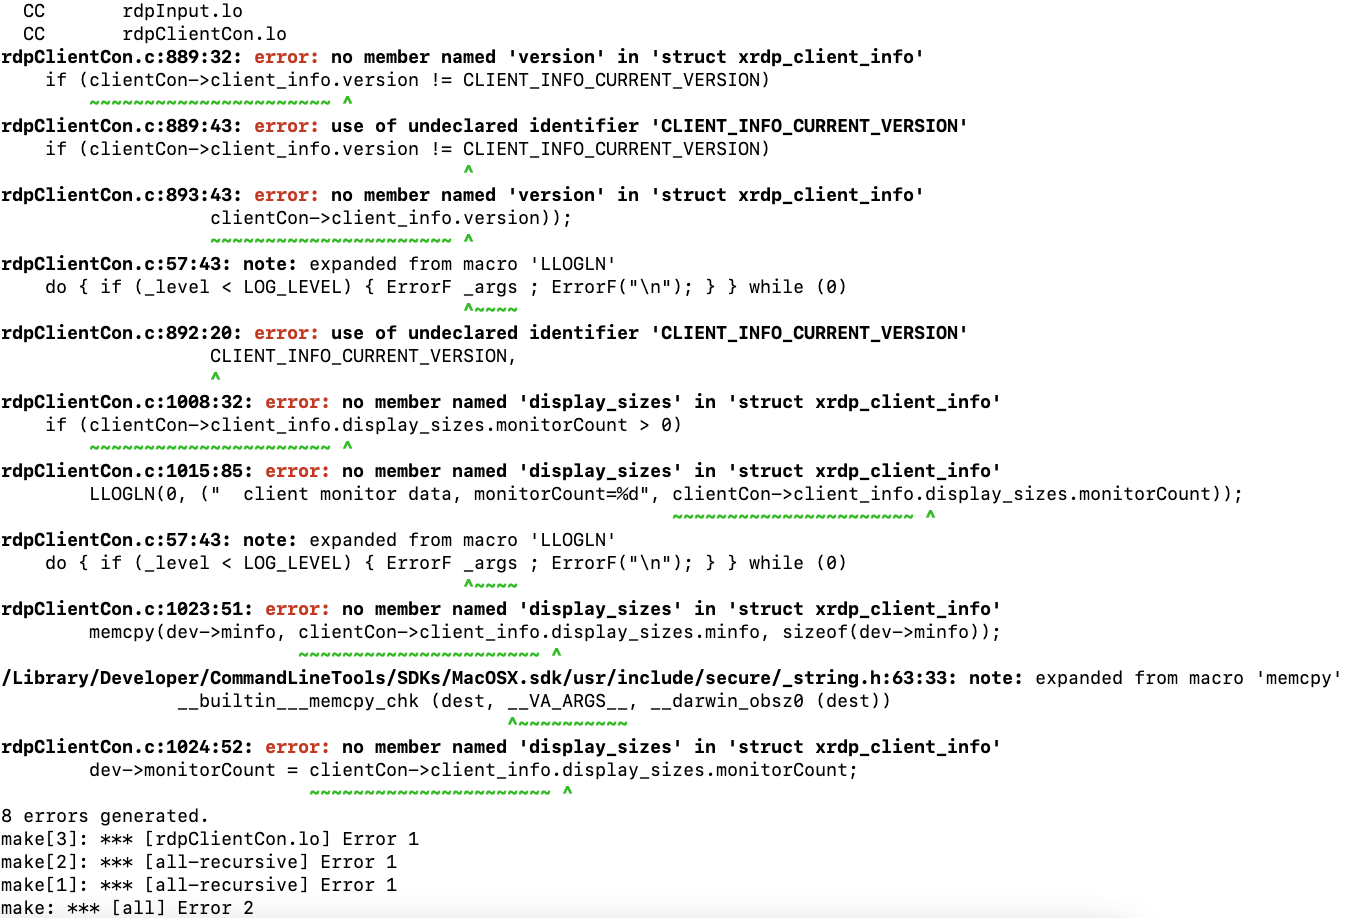 CC       rdpInput.lo
CC       rdpClientCon.lo
rdpClientCon.c:889:32: error: no member named 'version' in 'struct xrdp_client_info'
    if (clientCon->client_info.version != CLIENT_INFO_CURRENT_VERSION)
        ~~~~~~~~~~~~~~~~~~~~~~ ^
rdpClientCon.c:889:43: error: use of undeclared identifier 'CLIENT_INFO_CURRENT_VERSION'
    if (clientCon->client_info.version != CLIENT_INFO_CURRENT_VERSION)
                                          ^
rdpClientCon.c:893:43: error: no member named 'version' in 'struct xrdp_client_info'
                   clientCon->client_info.version));
                   ~~~~~~~~~~~~~~~~~~~~~~ ^
rdpClientCon.c:57:43: note: expanded from macro 'LLOGLN'
    do { if (_level < LOG_LEVEL) { ErrorF _args ; ErrorF("\n"); } } while (0)
                                          ^~~~~
rdpClientCon.c:892:20: error: use of undeclared identifier 'CLIENT_INFO_CURRENT_VERSION'
                   CLIENT_INFO_CURRENT_VERSION,
                   ^
rdpClientCon.c:1008:32: error: no member named 'display_sizes' in 'struct xrdp_client_info'
    if (clientCon->client_info.display_sizes.monitorCount > 0)
        ~~~~~~~~~~~~~~~~~~~~~~ ^
rdpClientCon.c:1015:85: error: no member named 'display_sizes' in 'struct xrdp_client_info'
        LLOGLN(0, ("  client monitor data, monitorCount=%d", clientCon->client_info.display_sizes.monitorCount));
                                                             ~~~~~~~~~~~~~~~~~~~~~~ ^
rdpClientCon.c:57:43: note: expanded from macro 'LLOGLN'
    do { if (_level < LOG_LEVEL) { ErrorF _args ; ErrorF("\n"); } } while (0)
                                          ^~~~~
rdpClientCon.c:1023:51: error: no member named 'display_sizes' in 'struct xrdp_client_info'
        memcpy(dev->minfo, clientCon->client_info.display_sizes.minfo, sizeof(dev->minfo));
                           ~~~~~~~~~~~~~~~~~~~~~~ ^
/Library/Developer/CommandLineTools/SDKs/MacOSX.sdk/usr/include/secure/_string.h:63:33: note: expanded from macro 'memcpy'
                __builtin___memcpy_chk (dest, __VA_ARGS__, __darwin_obsz0 (dest))
                                              ^~~~~~~~~~~
rdpClientCon.c:1024:52: error: no member named 'display_sizes' in 'struct xrdp_client_info'
        dev->monitorCount = clientCon->client_info.display_sizes.monitorCount;
                            ~~~~~~~~~~~~~~~~~~~~~~ ^
8 errors generated.
make[3]: *** [rdpClientCon.lo] Error 1
make[2]: *** [all-recursive] Error 1
make[1]: *** [all-recursive] Error 1
make: *** [all] Error 2